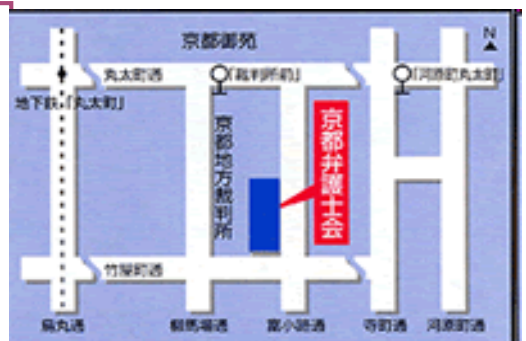 京都御苑
N
丸太町通
「裁判所前」
「河原町丸太町」
地下鉄「丸太町」
京都地方裁判所
京都弁護士会
竹屋町通
烏丸通
柳馬場通
富小路通
寺町通
河原町通